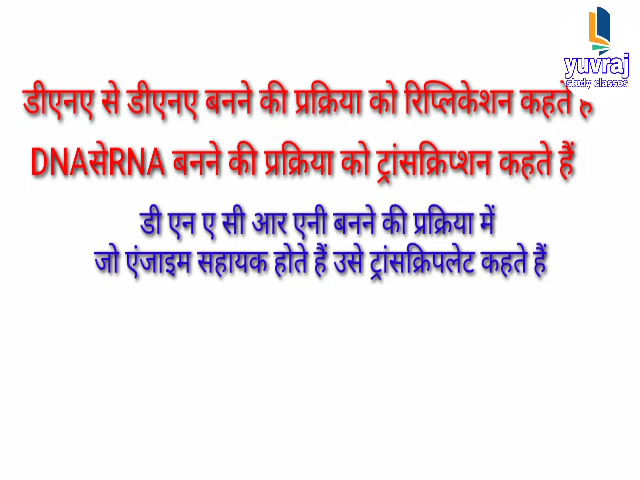 yuvraj
study classes
डीएनए से डीएनए बनने की प्रक्रिया को रिप्लिकेशन कहते हैं
DNAसेRNA बनने की प्रक्रिया को ट्रांसक्रिप्शन कहते हैं
डी एन ए सी आर एनी बनने की प्रक्रिया में
जो एंजाइम सहायक होते हैं उसे ट्रांसक्रिपलेट कहते हैं